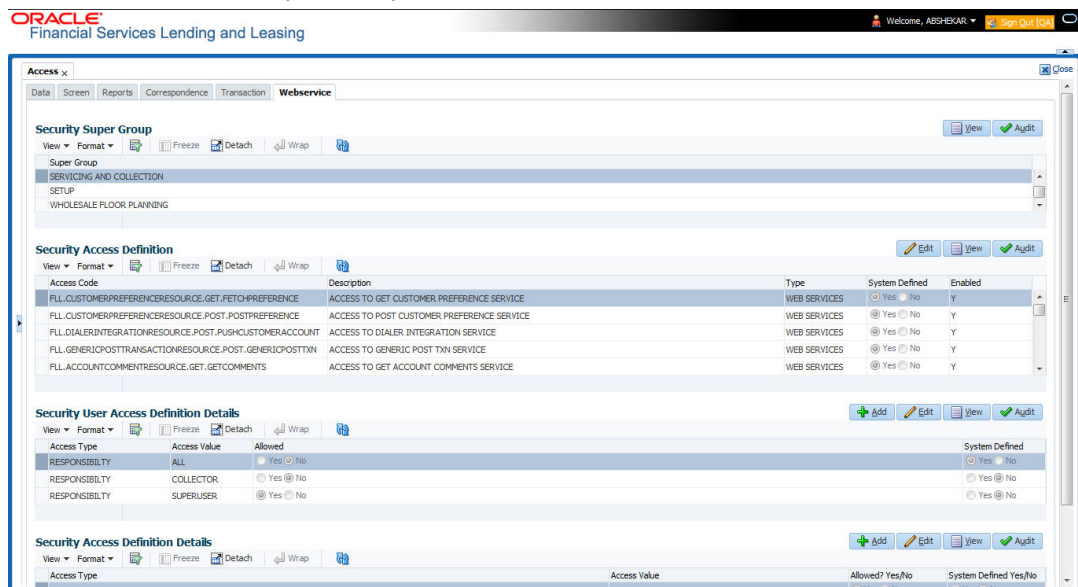 ORACLE
Financial Services Lending and Leasing
Welcome, ABSHEKAR Sign Out [QA]
Access x
Close
Data Screen Reports Correspondence Transaction Webservice
Security Super Group View Audit
View Format Freeze Detach Wrap
Super Group
SERVICING AND COLLECTION
SETUP
WHOLESALE FLOOR PLANNING
Security Access Definition Edit View Audit
View Format Freeze Detach Wrap
Access Code Description Type System Defined Enabled
FLL.CUSTOMERPREFERENCERESOURCE.GET.FETCHPREFERENCE ACCESS TO GET CUSTOMER PREFERENCE SERVICE WEB SERVICES Yes No Y
FLL.CUSTOMERPREFERENCERESOURCE.POST.POSTPREFERENCE ACCESS TO POST CUSTOMER PREFERENCE SERVICE WEB SERVICES Yes No Y
FLL.DIALERINTEGRATIONRESOURCE.POST.PUSHCUSTOMERACCOUNT ACCESS TO DIALER INTEGRATION SERVICE WEB SERVICES Yes No Y
FLL.GENERICPOSTTRANSACTIONRESOURCE.POST.GENERICPOSTTXN ACCESS TO GENERIC POST TXN SERVICE WEB SERVICES Yes No Y
FLL.ACCOUNTCOMMENTRESOURCE.GET.GETCOMMENTS ACCESS TO GET ACCOUNT COMMENTS SERVICE WEB SERVICES Yes No Y
Security User Access Definition Details Add Edit View Audit
View Format Freeze Detach Wrap
Access Type Access Value Allowed System Defined
RESPONSIBILTY ALL Yes No Yes No
RESPONSIBILTY COLLECTOR Yes No Yes No
RESPONSIBILTY SUPERUSER Yes No Yes No
Security Access Definition Details Add Edit View Audit
View Format Freeze Detach Wrap
Access Type Access Value Allowed? Yes/No System Defined Yes/No